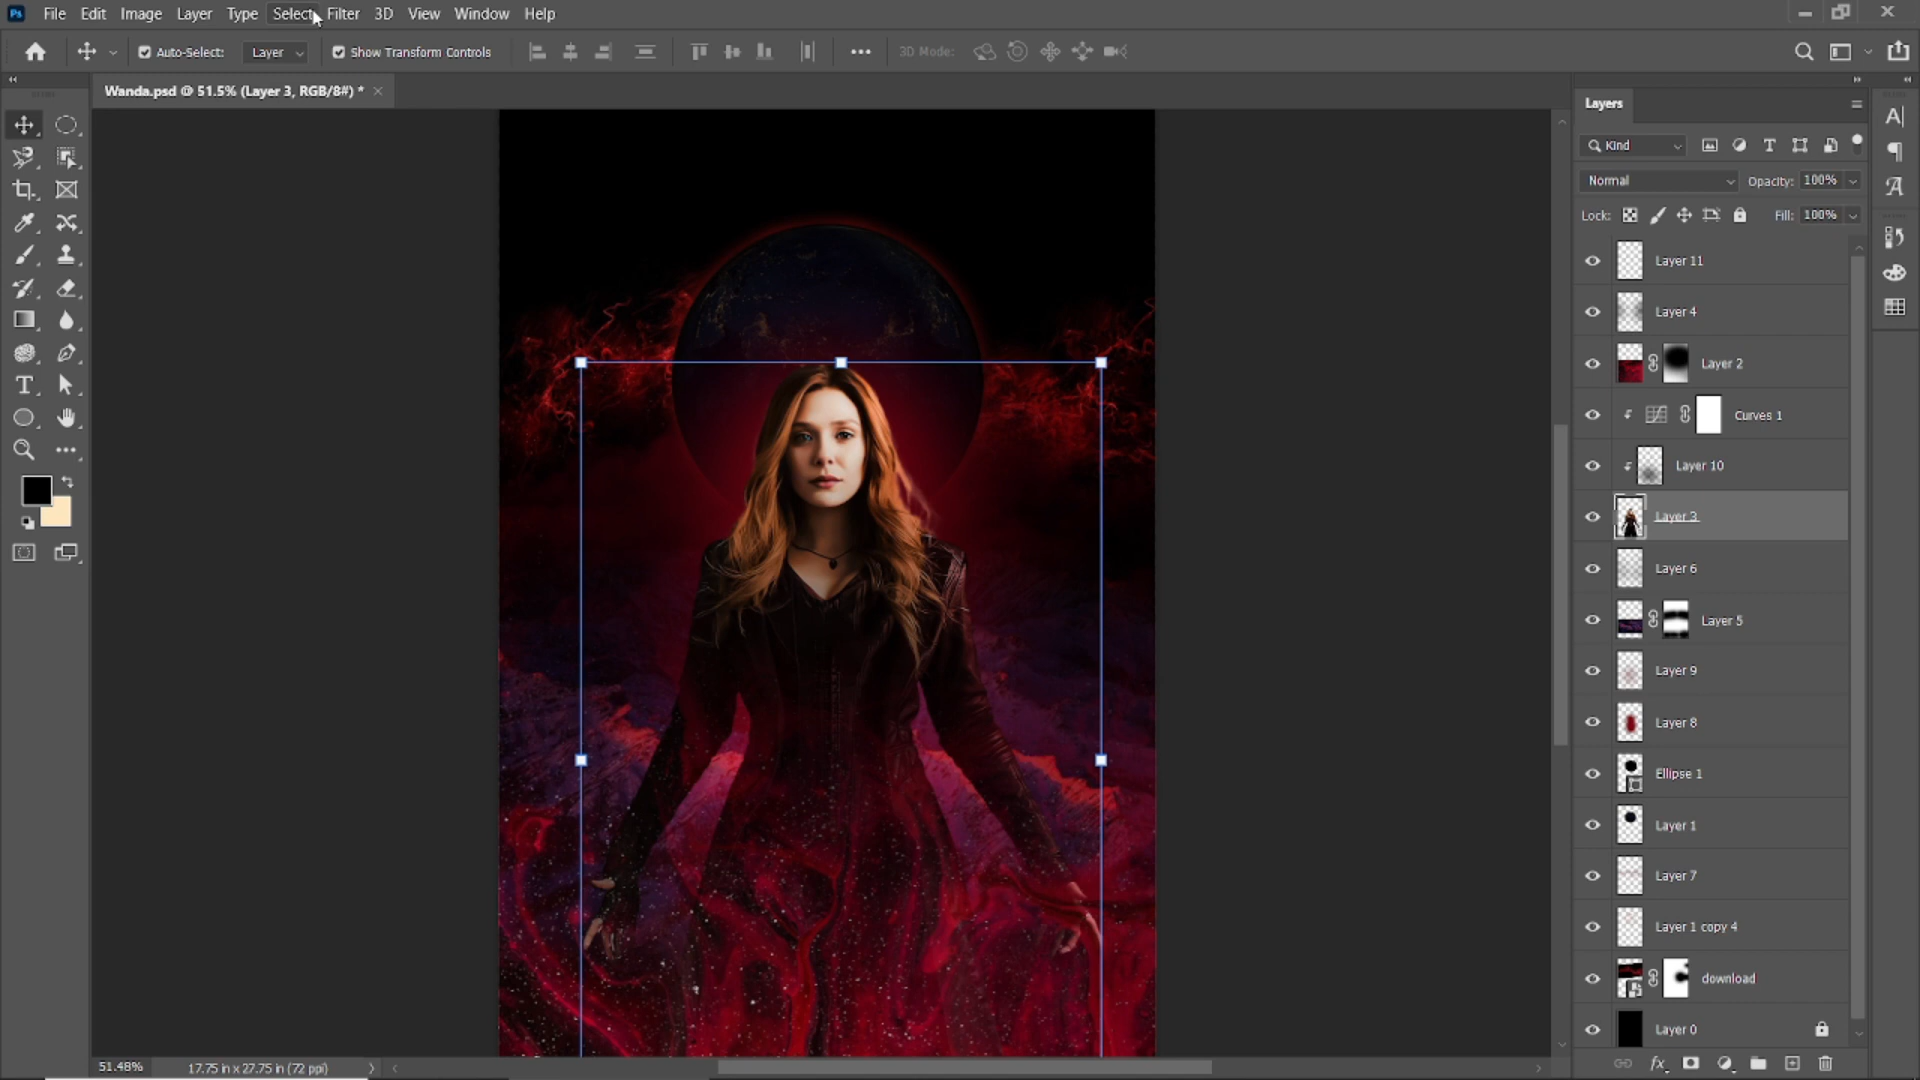 Ps File Edit Image Layer Type Select Filter 3D View Window Help
Auto-Select: Layer Show Transform Controls 3D Mode:
Wanda.psd @ 51.5% (Layer 3, RGB/8#) *
Layers
Kind
Normal Opacity: 100%
Lock: Fill: 100%
Layer 11
Layer 4
Layer 2
Curves 1
Layer 10
Layer 3
Layer 6
Layer 5
Layer 9
Layer 8
Ellipse 1
Layer 1
Layer 7
Layer 1 copy 4
download
Layer 0
51.48% 17.75 in x 27.75 in (72 ppi)